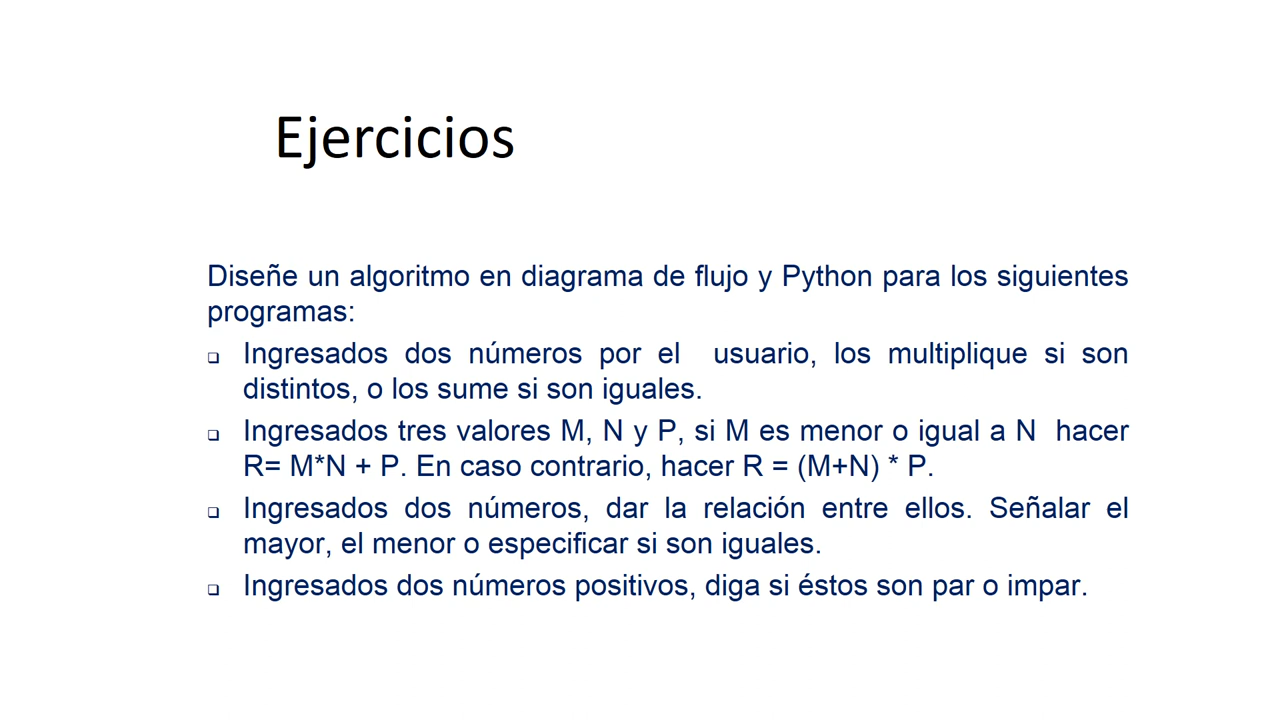 Ejercicios
Diseñe un algoritmo en diagrama de flujo y Python para los siguientes
programas:
❑ Ingresados dos números por el usuario, los multiplique si son
distintos, o los sume si son iguales.
❑ Ingresados tres valores M, N y P, si M es menor o igual a N hacer
R= M*N + P. En caso contrario, hacer R = (M+N) * P.
❑ Ingresados dos números, dar la relación entre ellos. Señalar el
mayor, el menor o especificar si son iguales.
❑ Ingresados dos números positivos, diga si éstos son par o impar.